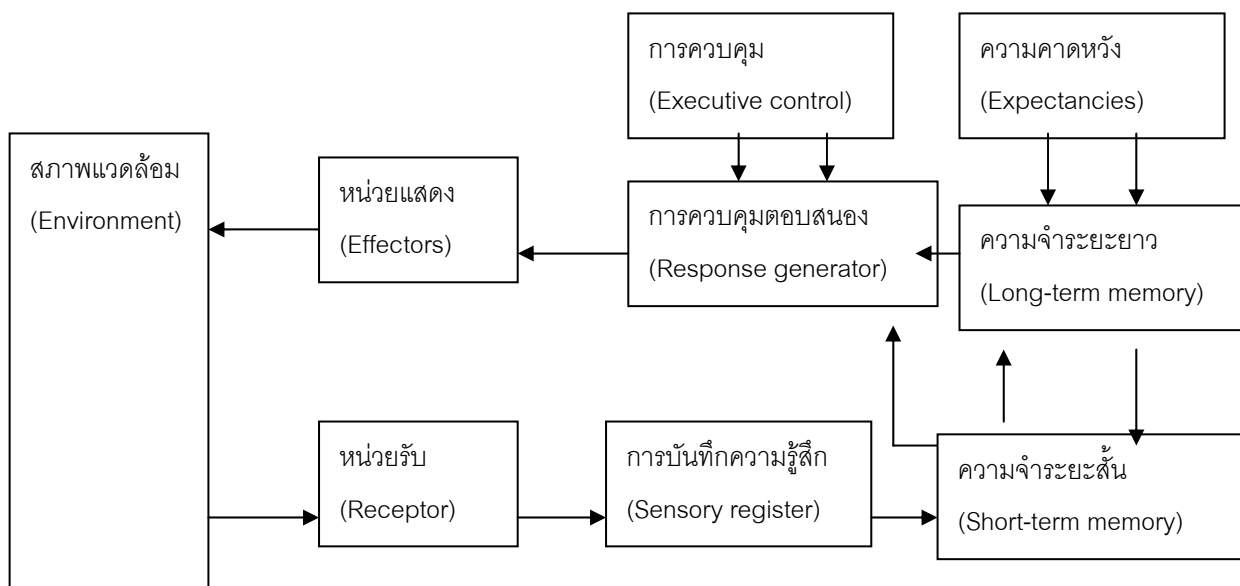 การควบคุม
(Executive control)
ความคาดหวัง
(Expectancies)
สภาพแวดล้อม
(Environment)
หน่วยแสดง
(Effectors)
การควบคุมตอบสนอง
(Response generator)
ความจำระยะยาว
(Long-term memory)
หน่วยรับ
(Receptor)
การบันทึกความรู้สึก
(Sensory register)
ความจำระยะสั้น
(Short-term memory)